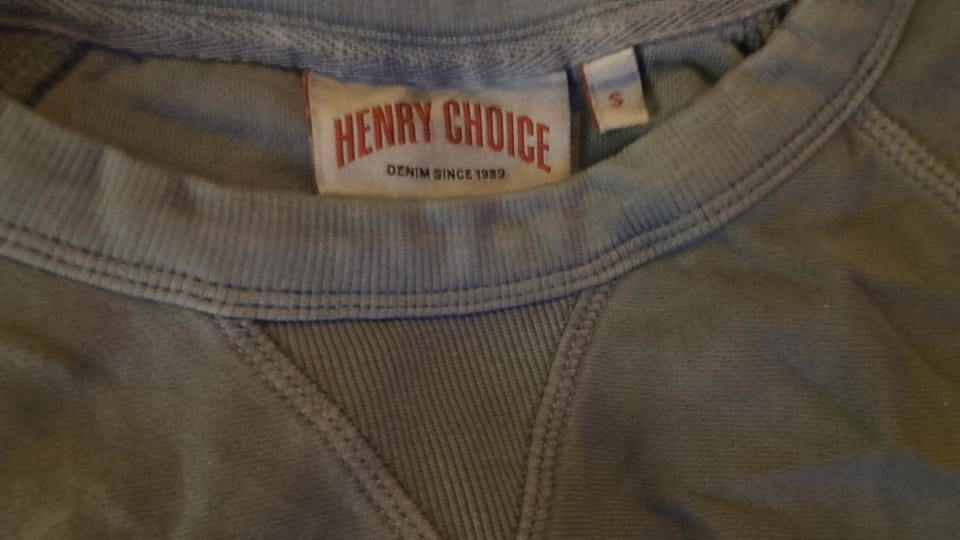 HENRY CHOICE
DENIM SINCE 1989
S